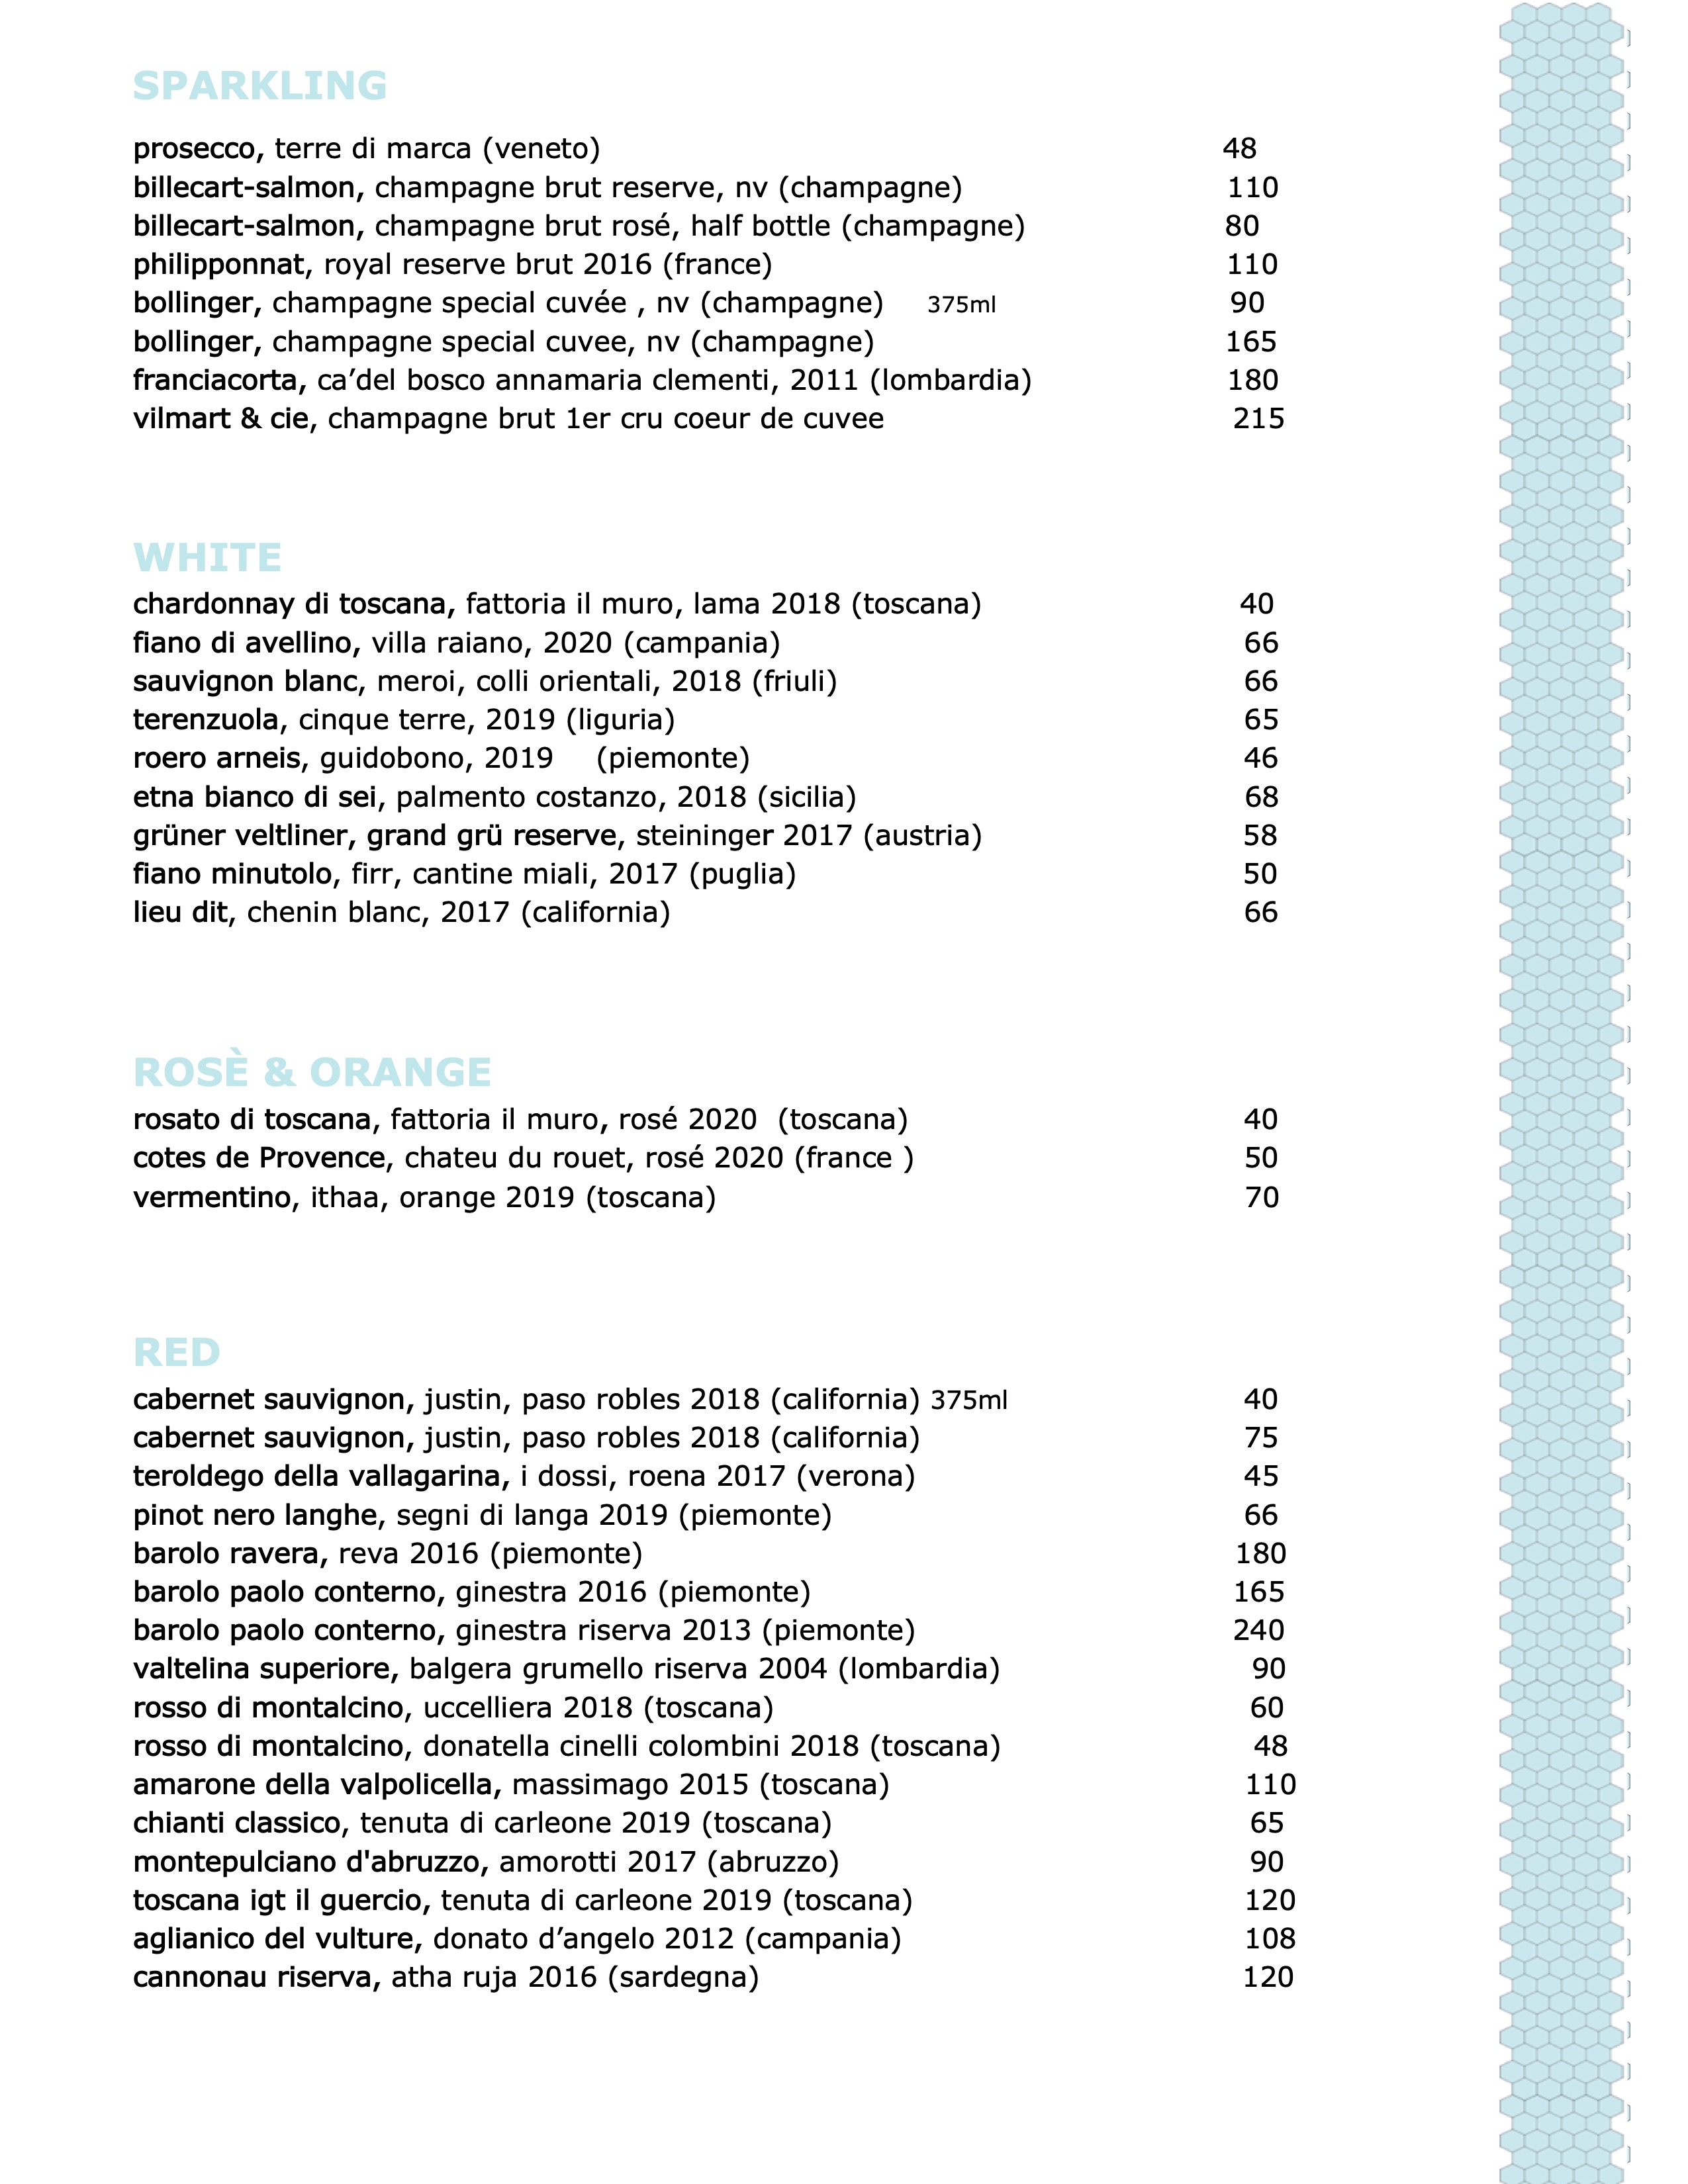 SPARKLING
prosecco, terre di marca (veneto) 48
billecart-salmon, champagne brut reserve, nv (champagne) 110
billecart-salmon, champagne brut rosé, half bottle (champagne) 80
philipponnat, royal reserve brut 2016 (france) 110
bollinger, champagne special cuvée , nv (champagne) 375ml 90
bollinger, champagne special cuvee, nv (champagne) 165
franciacorta, ca’del bosco annamaria clementi, 2011 (lombardia) 180
vilmart & cie, champagne brut 1er cru coeur de cuvee 215
WHITE
chardonnay di toscana, fattoria il muro, lama 2018 (toscana) 40
fiano di avellino, villa raiano, 2020 (campania) 66
sauvignon blanc, meroi, colli orientali, 2018 (friuli) 66
terenzuola, cinque terre, 2019 (liguria) 65
roero arneis, guidobono, 2019 (piemonte) 46
etna bianco di sei, palmento costanzo, 2018 (sicilia) 68
grüner veltliner, grand grü reserve, steininger 2017 (austria) 58
fiano minutolo, firr, cantine miali, 2017 (puglia) 50
lieu dit, chenin blanc, 2017 (california) 66
ROSÈ & ORANGE
rosato di toscana, fattoria il muro, rosé 2020 (toscana) 40
cotes de Provence, chateu du rouet, rosé 2020 (france ) 50
vermentino, ithaa, orange 2019 (toscana) 70
RED
cabernet sauvignon, justin, paso robles 2018 (california) 375ml 40
cabernet sauvignon, justin, paso robles 2018 (california) 75
teroldego della vallagarina, i dossi, roena 2017 (verona) 45
pinot nero langhe, segni di langa 2019 (piemonte) 66
barolo ravera, reva 2016 (piemonte) 180
barolo paolo conterno, ginestra 2016 (piemonte) 165
barolo paolo conterno, ginestra riserva 2013 (piemonte) 240
valtelina superiore, balgera grumello riserva 2004 (lombardia) 90
rosso di montalcino, uccelliera 2018 (toscana) 60
rosso di montalcino, donatella cinelli colombini 2018 (toscana) 48
amarone della valpolicella, massimago 2015 (toscana) 110
chianti classico, tenuta di carleone 2019 (toscana) 65
montepulciano d'abruzzo, amorotti 2017 (abruzzo) 90
toscana igt il guercio, tenuta di carleone 2019 (toscana) 120
aglianico del vulture, donato d’angelo 2012 (campania) 108
cannonau riserva, atha ruja 2016 (sardegna) 120